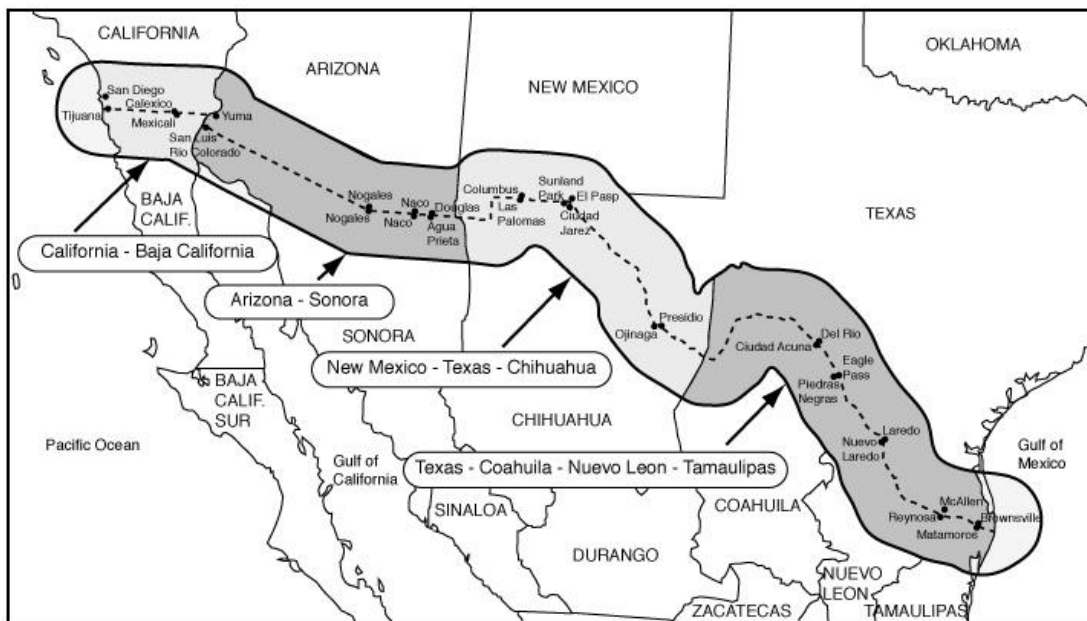 CALIFORNIA
ARIZONA
NEW MEXICO
OKLAHOMA
San Diego
Calexico
Tijuana
Mexicali
Yuma
San Luis
Rio Colorado
BAJA
CALIF.
Nogales
Nogales
Naco
Naco
Douglas
Agua
Prieta
Columbus
Las
Palomas
Sunland
Park
El Pasp
Ciudad
Jarez
TEXAS
California - Baja California
Arizona - Sonora
SONORA
Ojinaga
Presidio
New Mexico - Texas - Chihuahua
Ciudad Acuna
Del Rio
Eagle
Pass
Piedras
Negras
BAJA
CALIF.
SUR
CHIHUAHUA
Pacific Ocean
Gulf of
California
Texas - Coahuila - Nuevo Leon - Tamaulipas
Laredo
Nuevo
Laredo
Gulf of
Mexico
SINALOA
COAHUILA
McAllen
Reynosa
Brownsville
Matamoros
DURANGO
NUEVO
LEON
ZACATECAS
TAMAULIPAS